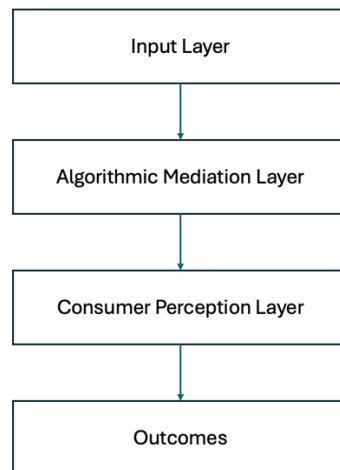 Input Layer
Algorithmic Mediation Layer
Consumer Perception Layer
Outcomes